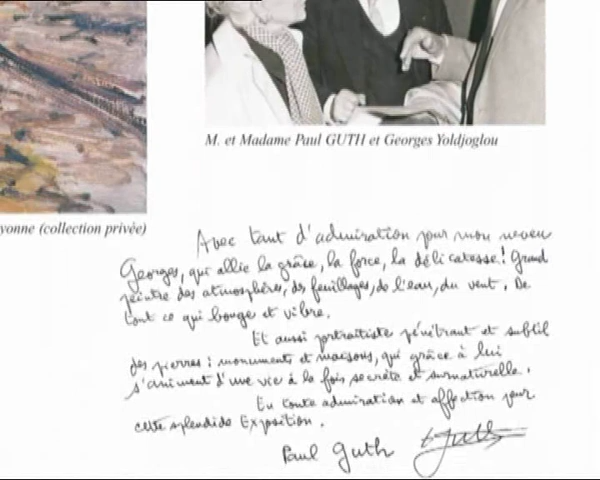 M. et Madame Paul GUTH et Georges Yoldjoglou
yonne (collection privée)
Avec tant d'admiration pour mon neveu
Georges, qui allie la grâce, la force, la délicatesse! Grand
peintre des atmosphères, des feuillages, de l'eau, du vent. De
tout ce qui bouge et vibre.
Et aussi portraitiste pénétrant et subtil
des pierres : monuments et maisons, qui grâce à lui
s'animent d'une vie à la fois secrète et surnaturelle.
En toute admiration et affection pour
cette splendide Exposition.
Paul Guth